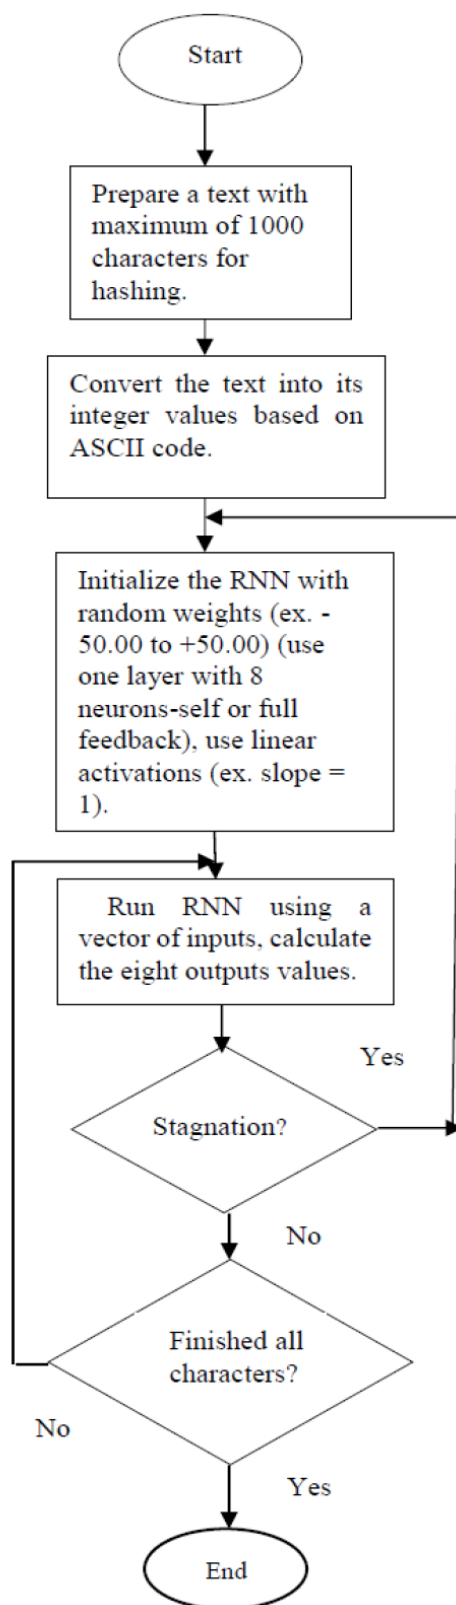 Start
Prepare a text with
maximum of 1000
characters for
hashing.
Convert the text into its
integer values based on
ASCII code.
Initialize the RNN with
random weights (ex. -
50.00 to +50.00) (use
one layer with 8
neurons-self or full
feedback), use linear
activations (ex. slope =
1).
Run RNN using a
vector of inputs, calculate
the eight outputs values.
Yes
Stagnation?
No
Finished all
characters?
No
Yes
End